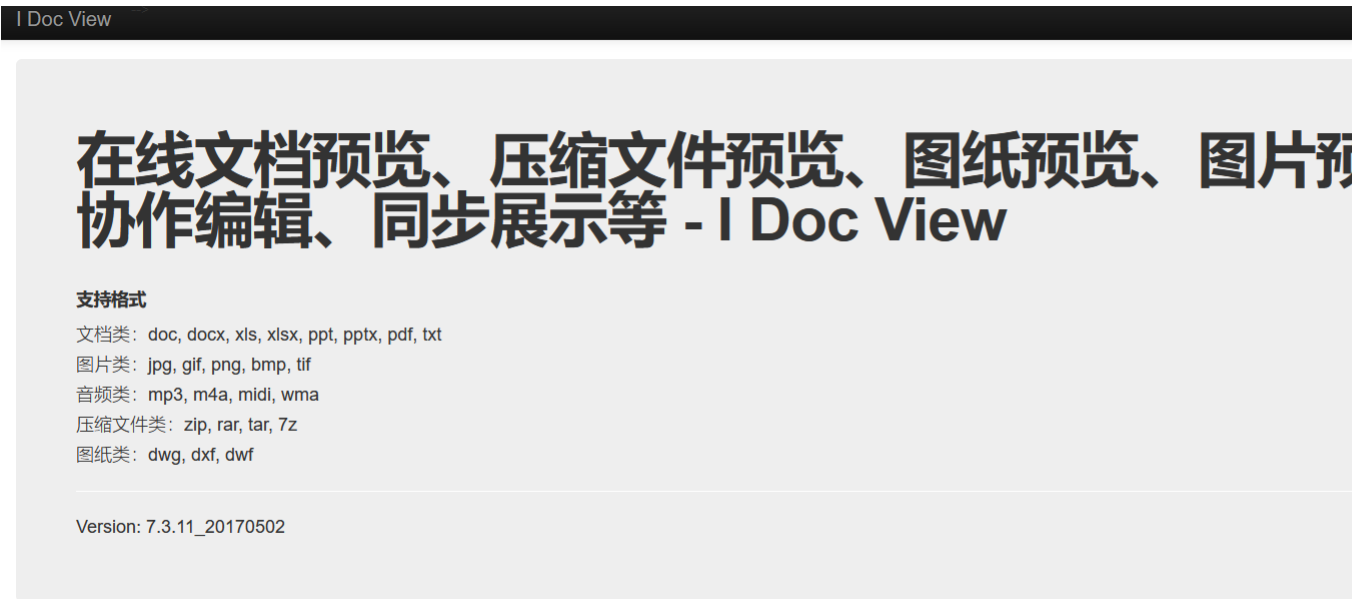 I Doc View
-->
在线文档预览、压缩文件预览、图纸预览、图片预
协作编辑、同步展示等 - I Doc View
支持格式
文档类：doc, docx, xls, xlsx, ppt, pptx, pdf, txt
图片类：jpg, gif, png, bmp, tif
音频类：mp3, m4a, midi, wma
压缩文件类：zip, rar, tar, 7z
图纸类：dwg, dxf, dwf
Version: 7.3.11_20170502